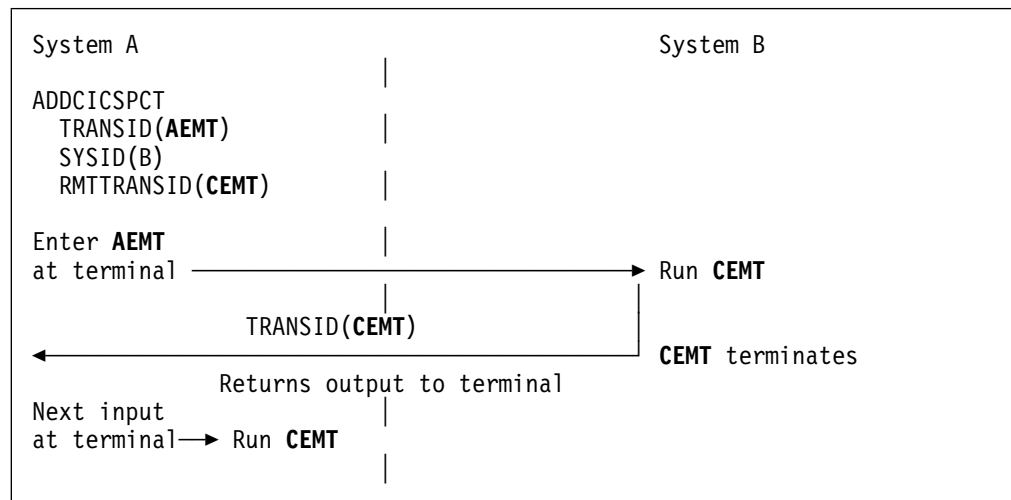 System A System B
ADDCICSPCT
TRANSID(AEMT)
SYSID(B)
RMTTRANSID(CEMT)
Enter AEMT
at terminal Run CEMT
TRANSID(CEMT)
CEMT terminates
Returns output to terminal
Next input
at terminal Run CEMT